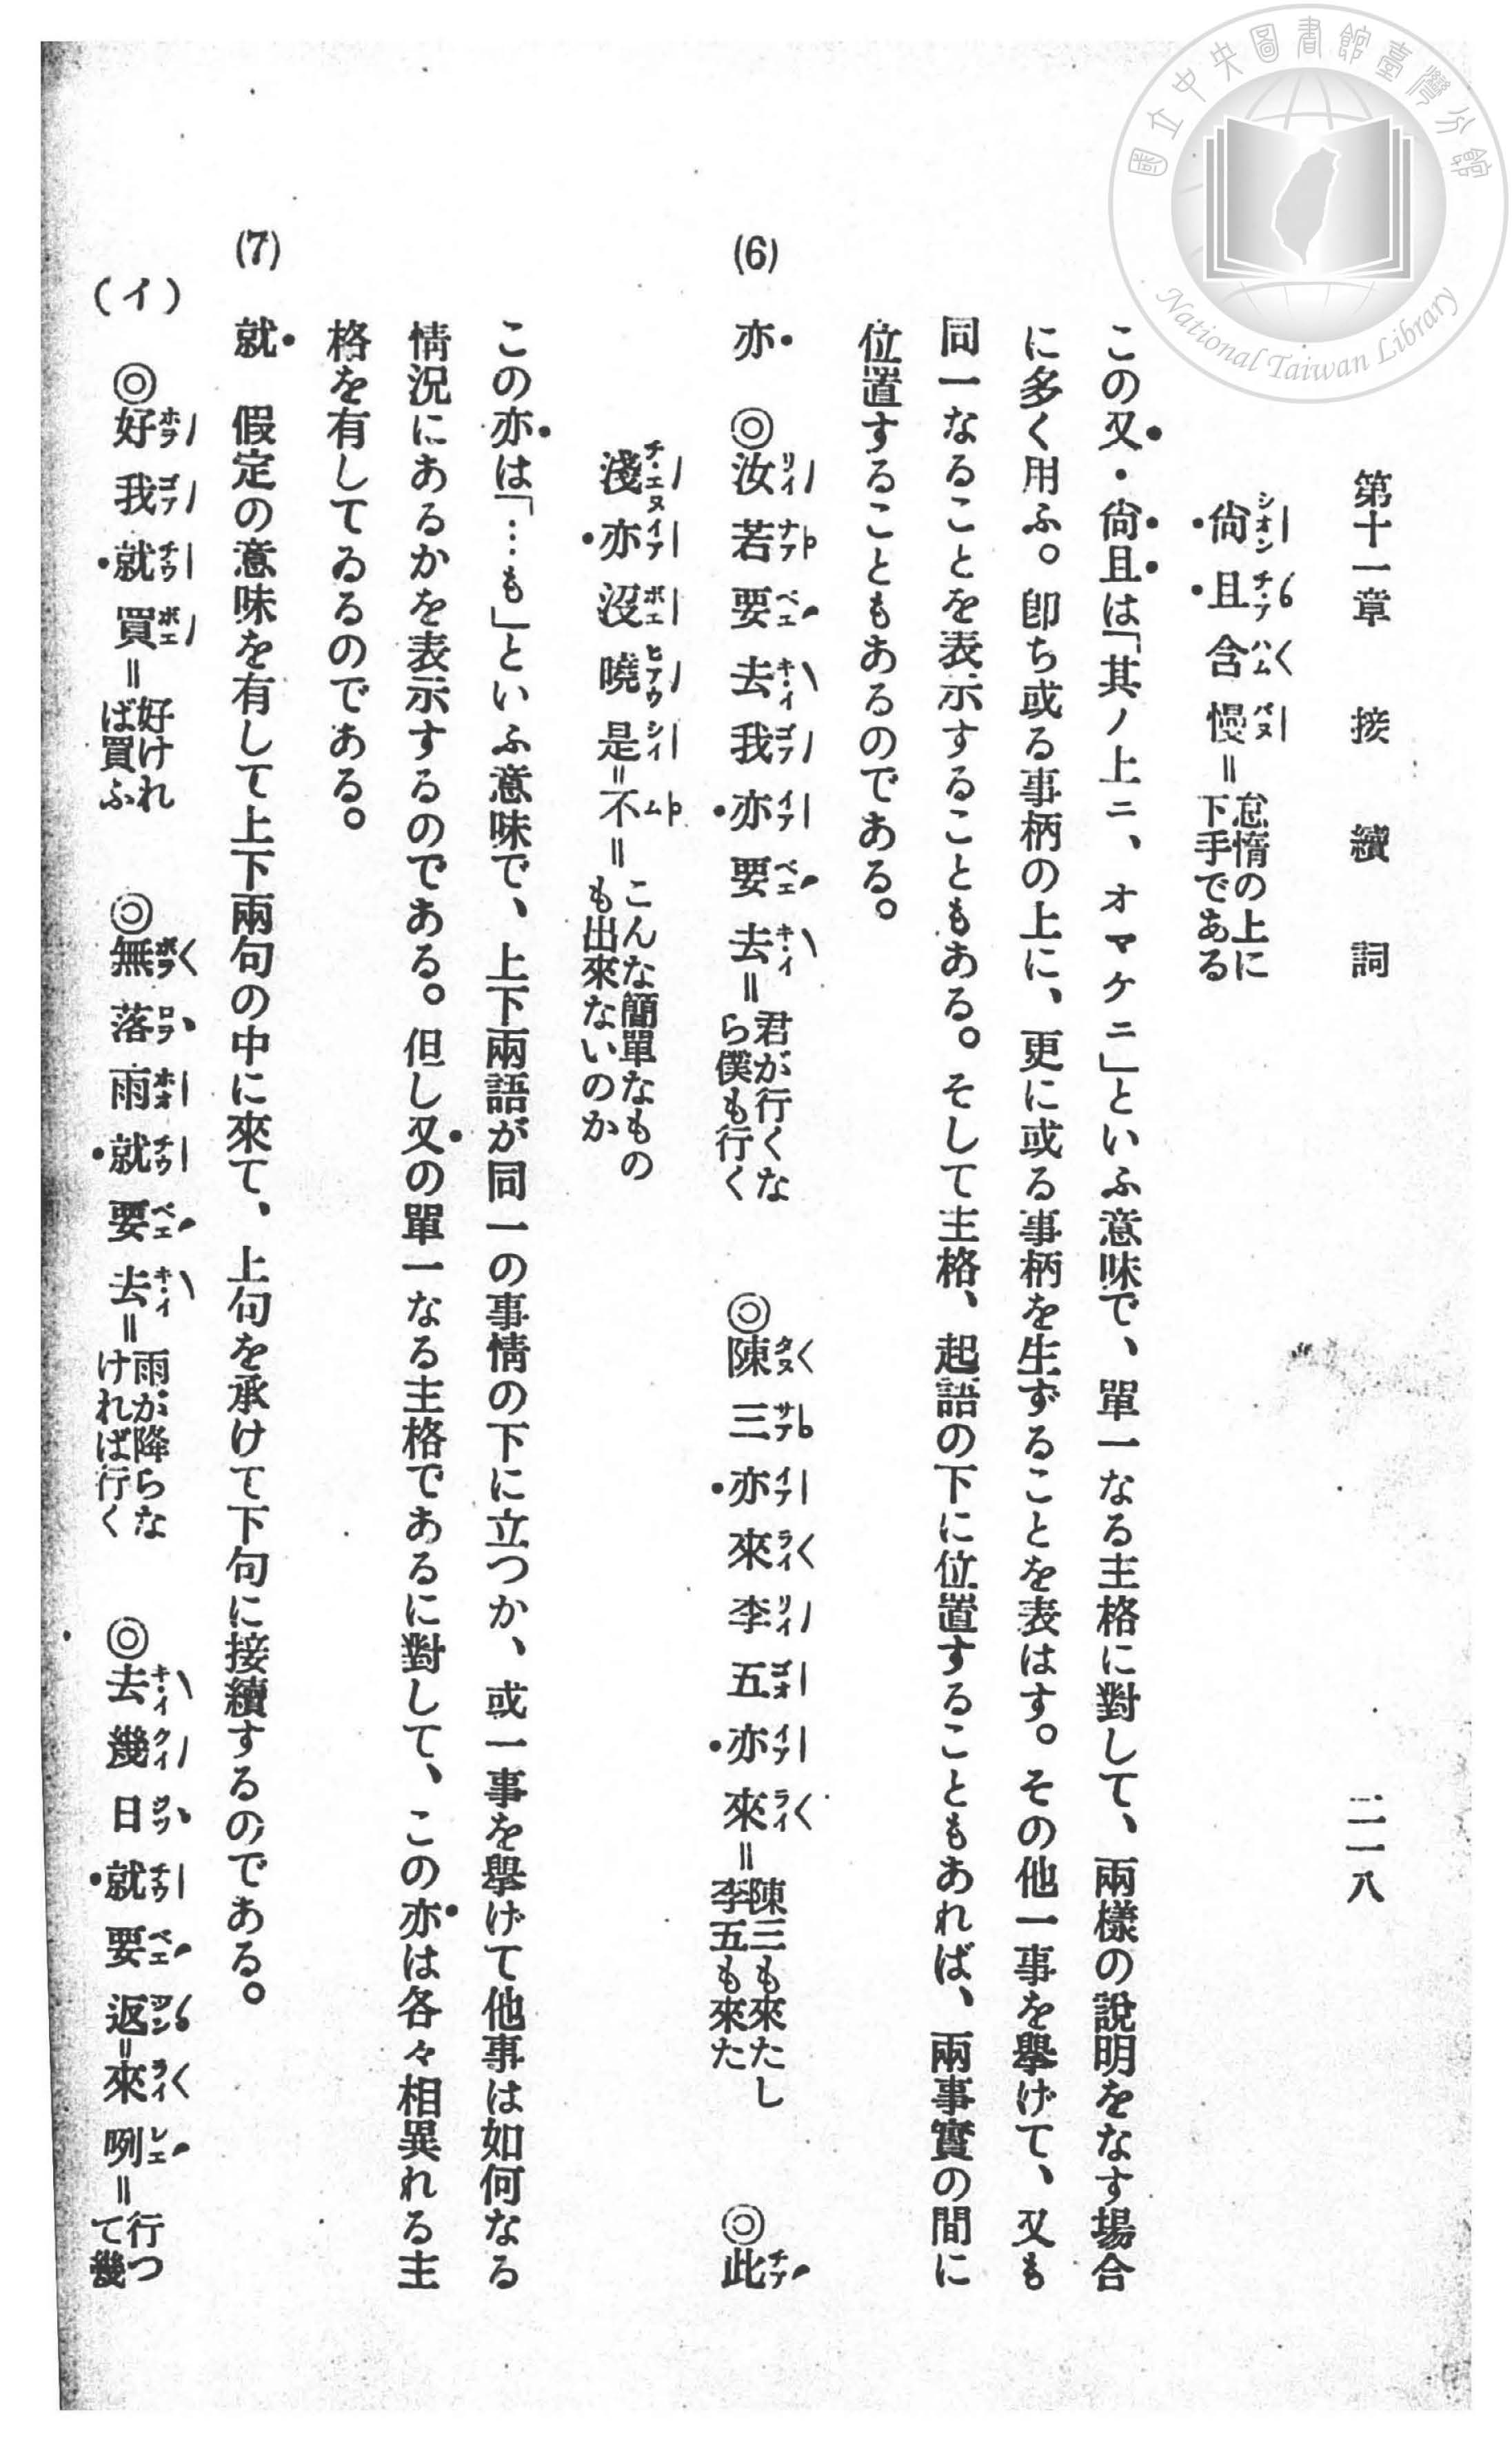 國立中央圖書館臺灣分館
National Taiwan Library
第十一章 接續詞 二一八
尙且含慢=怠惰の上に下手である
この又・尙且は「其ノ上ニ、オマケニ」といふ意味で、單一なる主格に對して、兩樣の說明をなす場合
に多く用ふ。卽ち或る事柄の上に、更に或る事柄を生ずることを表はす。その他一事を擧げて、又も
同一なることを表示することもある。そして主格、起語の下に位置することもあれば、兩事實の間に
位置することもあるのである。
(6) 亦 ◎汝若要去我亦要去=君が行くなら僕も行く ◎陳三亦來李五亦來=陳三も來たし李五も來た ◎此
淺亦沒曉是=不=こんな簡單なものも出來ないのか
この亦は「…も」といふ意味で、上下兩語が同一の事情の下に立つか、或一事を擧げて他事は如何なる
情況にあるかを表示するのである。但し又の單一なる主格であるに對して、この亦は各々相異れる主
格を有してゐるのである。
(7) 就 假定の意味を有して上下兩句の中に來て、上句を承けて下句に接續するのである。
(イ) ◎好我就買=好ければ買ふ ◎無落雨就要去=雨が降らなければ行く ◎去幾日就要返=來咧=行つて幾